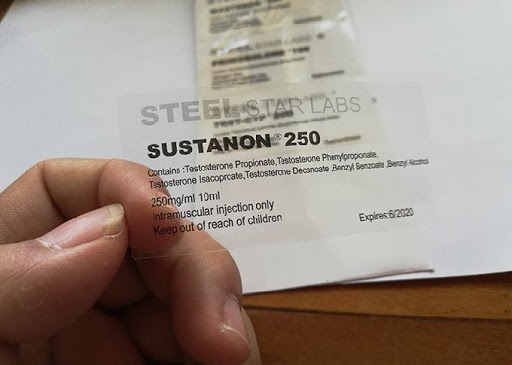 STEEL STAR LABS *
SUSTANON® 250
Contains :Testosterone Propionate,Testosterone Phenylpropionate,
Testosterone Isacoprcate,Testosterone Decanoate ,Benzyl Benzoate ,Benzyl Alcohol
250mg/ml 10ml
Intramuscular injection only
Keep out of reach of children
Expires:6/2020